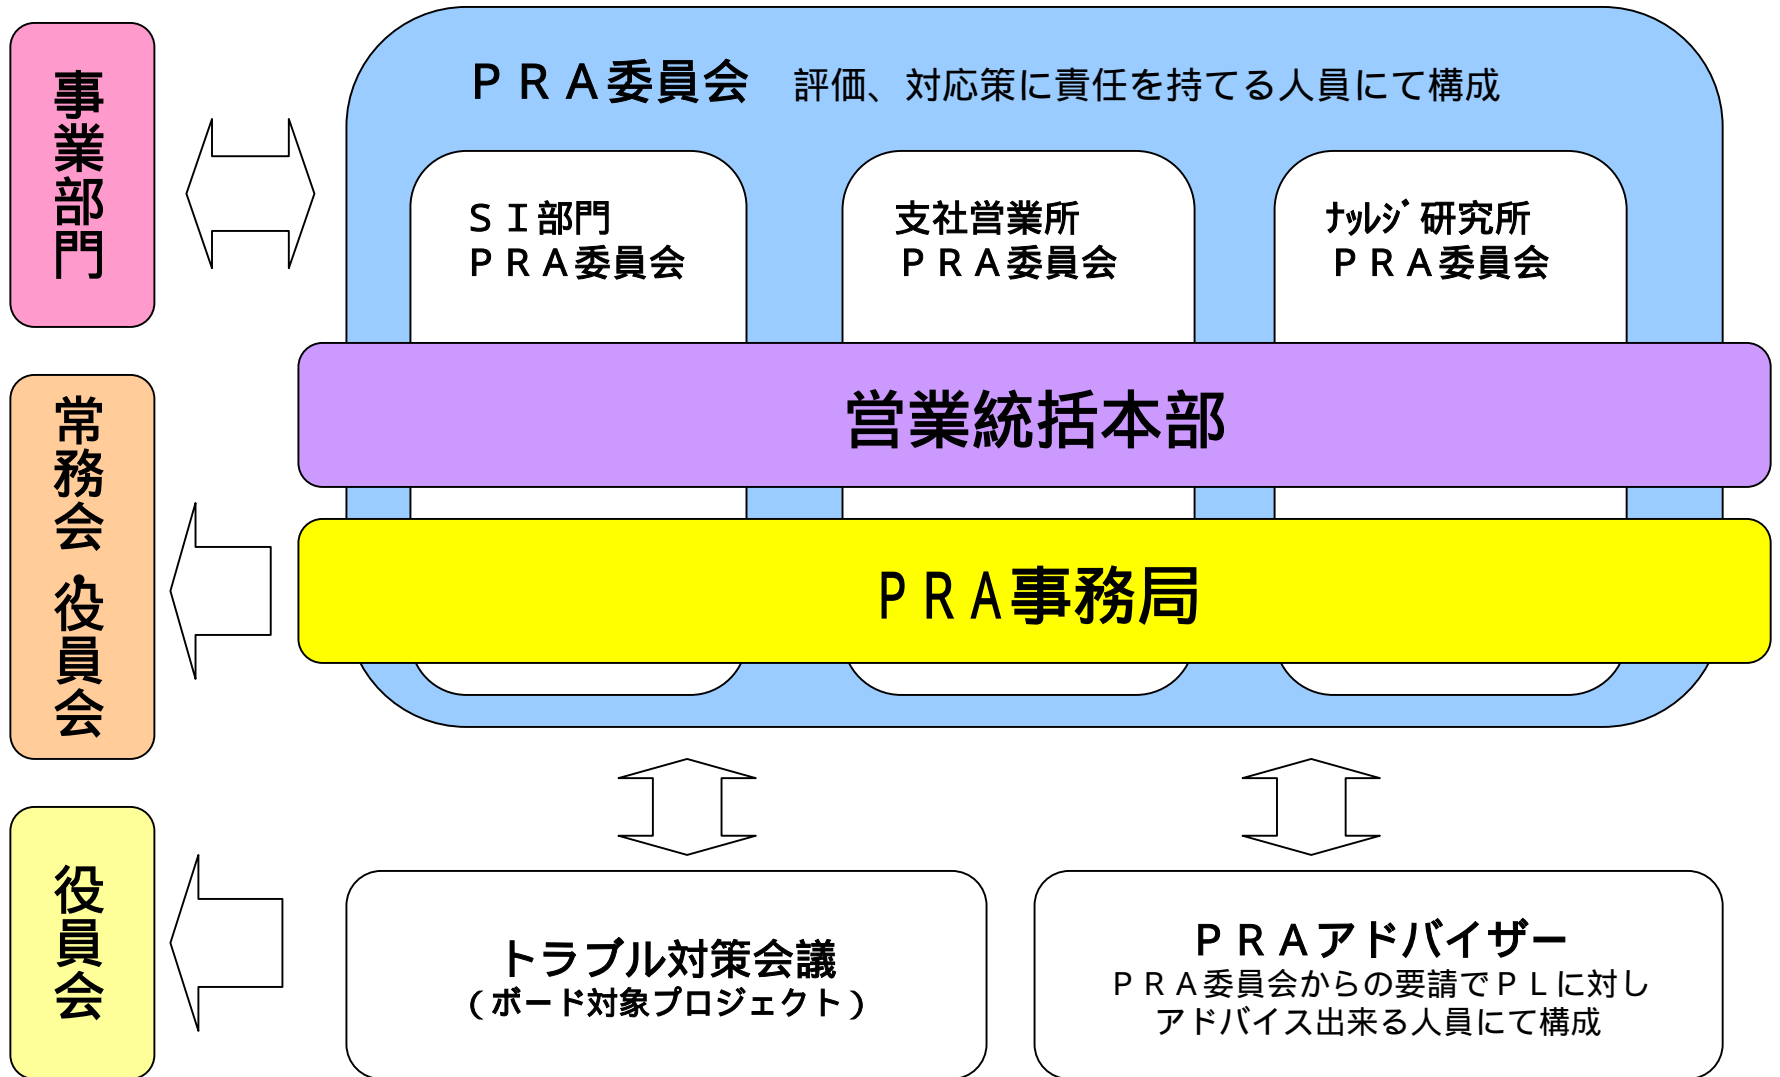 事業部門
ＰＲＡ委員会　評価、対応策に責任を持てる人員にて構成
ＳＩ部門
ＰＲＡ委員会
支社営業所
ＰＲＡ委員会
ﾅｯﾚｼﾞ研究所
ＰＲＡ委員会
営業統括本部
常務会・役員会
ＰＲＡ事務局
役員会
トラブル対策会議
（ボード対象プロジェクト）
ＰＲＡアドバイザー
ＰＲＡ委員会からの要請でＰＬに対し
アドバイス出来る人員にて構成